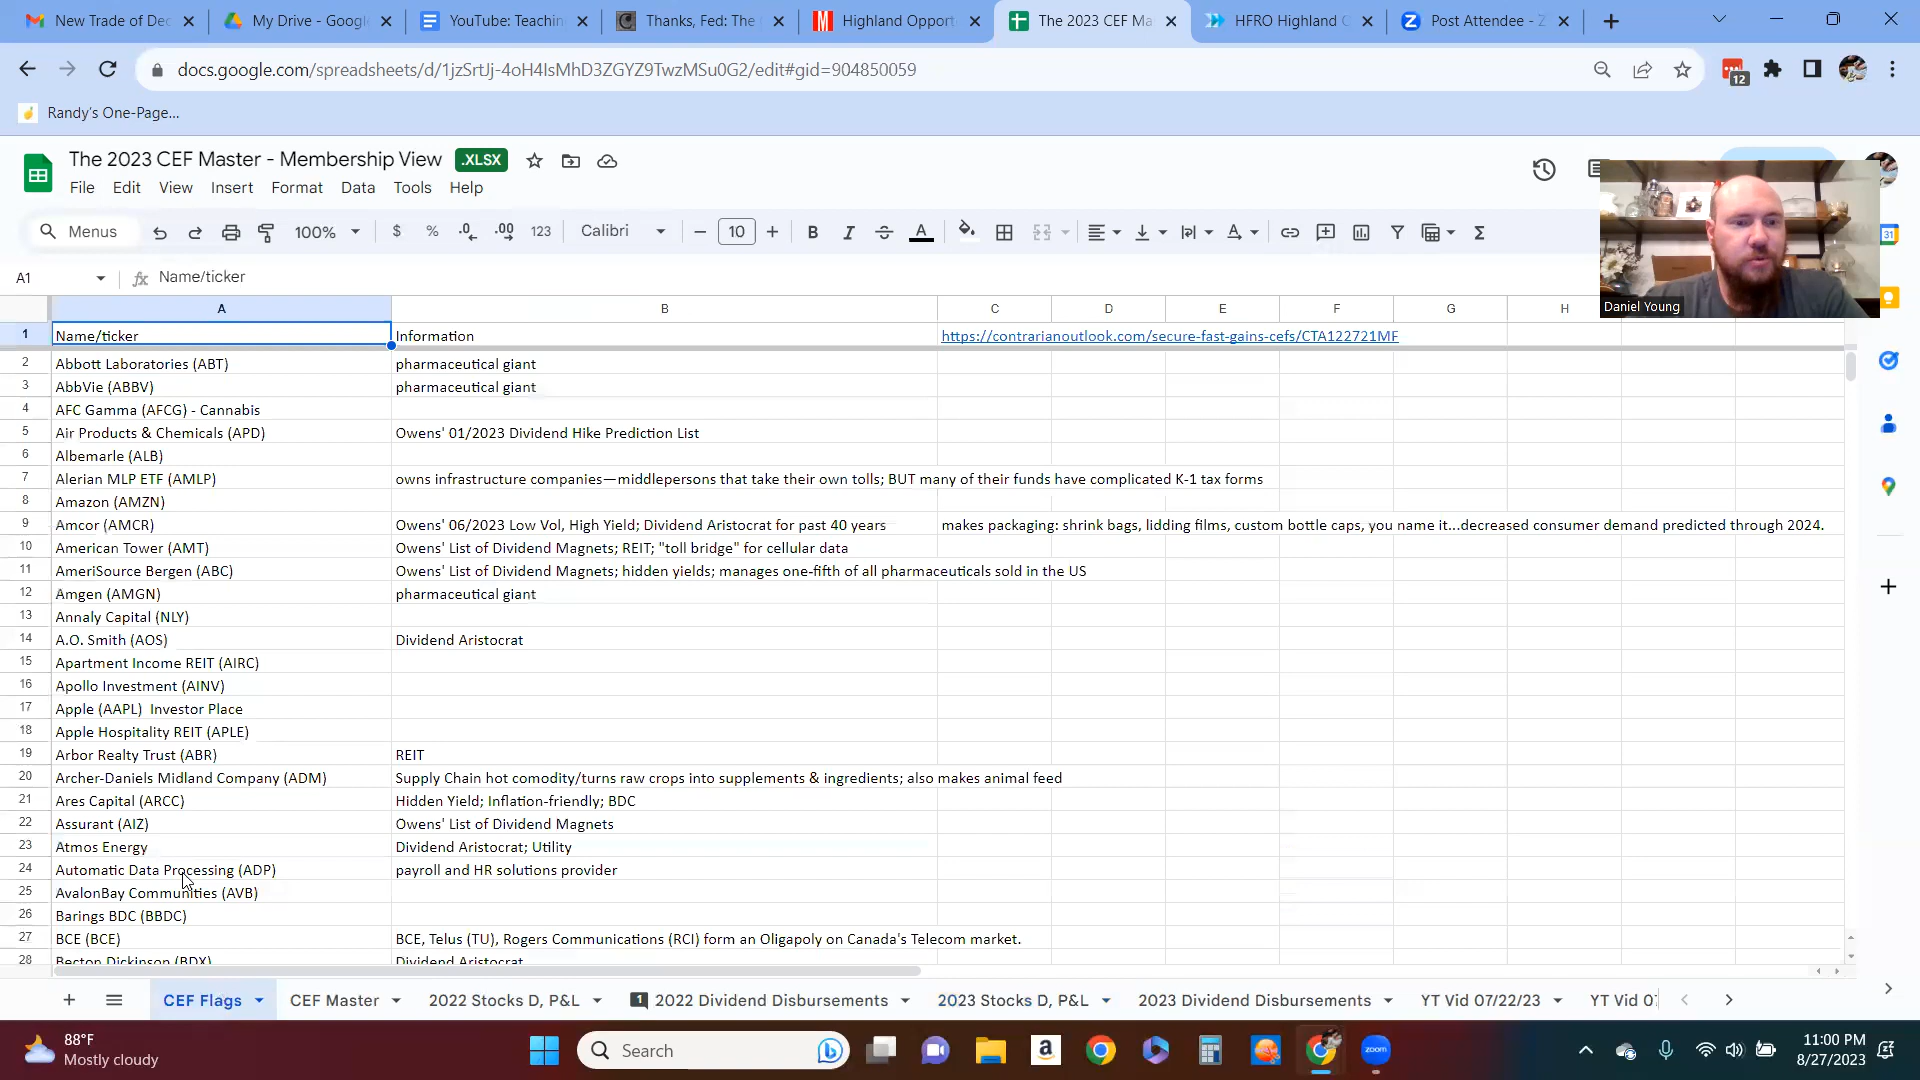 New Trade of Dec
My Drive - Google
YouTube: Teachin
Thanks, Fed: The
Highland Opport
The 2023 CEF Ma
HFRO Highland
Post Attendee - Z
docs.google.com/spreadsheets/d/1jzSrtJj-4oH4IsMhD3ZGYZ9TwzMSu0G2/edit#gid=904850059
12
Randy's One-Page...
The 2023 CEF Master - Membership View .XLSX
File Edit View Insert Format Data Tools Help
Menus 100% $ % .0 .00 123 Calibri 10 B I A
31
Daniel Young
A1 fx Name/ticker
A B C D E F G H
1 Name/ticker Information https://contrarianoutlook.com/secure-fast-gains-cefs/CTA122721MF
2 Abbott Laboratories (ABT) pharmaceutical giant
3 AbbVie (ABBV) pharmaceutical giant
4 AFC Gamma (AFCG) - Cannabis
5 Air Products & Chemicals (APD) Owens' 01/2023 Dividend Hike Prediction List
6 Albemarle (ALB)
7 Alerian MLP ETF (AMLP) owns infrastructure companies—middlepersons that take their own tolls; BUT many of their funds have complicated K-1 tax forms
8 Amazon (AMZN)
9 Amcor (AMCR) Owens' 06/2023 Low Vol, High Yield; Dividend Aristocrat for past 40 years makes packaging: shrink bags, lidding films, custom bottle caps, you name it...decreased consumer demand predicted through 2024.
10 American Tower (AMT) Owens' List of Dividend Magnets; REIT; "toll bridge" for cellular data
11 AmeriSource Bergen (ABC) Owens' List of Dividend Magnets; hidden yields; manages one-fifth of all pharmaceuticals sold in the US
12 Amgen (AMGN) pharmaceutical giant
13 Annaly Capital (NLY)
14 A.O. Smith (AOS) Dividend Aristocrat
15 Apartment Income REIT (AIRC)
16 Apollo Investment (AINV)
17 Apple (AAPL) Investor Place
18 Apple Hospitality REIT (APLE)
19 Arbor Realty Trust (ABR) REIT
20 Archer-Daniels Midland Company (ADM) Supply Chain hot comodity/turns raw crops into supplements & ingredients; also makes animal feed
21 Ares Capital (ARCC) Hidden Yield; Inflation-friendly; BDC
22 Assurant (AIZ) Owens' List of Dividend Magnets
23 Atmos Energy Dividend Aristocrat; Utility
24 Automatic Data Processing (ADP) payroll and HR solutions provider
25 AvalonBay Communities (AVB)
26 Barings BDC (BBDC)
27 BCE (BCE) BCE, Telus (TU), Rogers Communications (RCI) form an Oligapoly on Canada's Telecom market.
28 Becton Dickinson (BDX) Dividend Aristocrat
CEF Flags CEF Master 2022 Stocks D, P&L 1 2022 Dividend Disbursements 2023 Stocks D, P&L 2023 Dividend Disbursements YT Vid 07/22/23 YT Vid 07
88°F
Mostly cloudy
Search
zoom
11:00 PM
8/27/2023